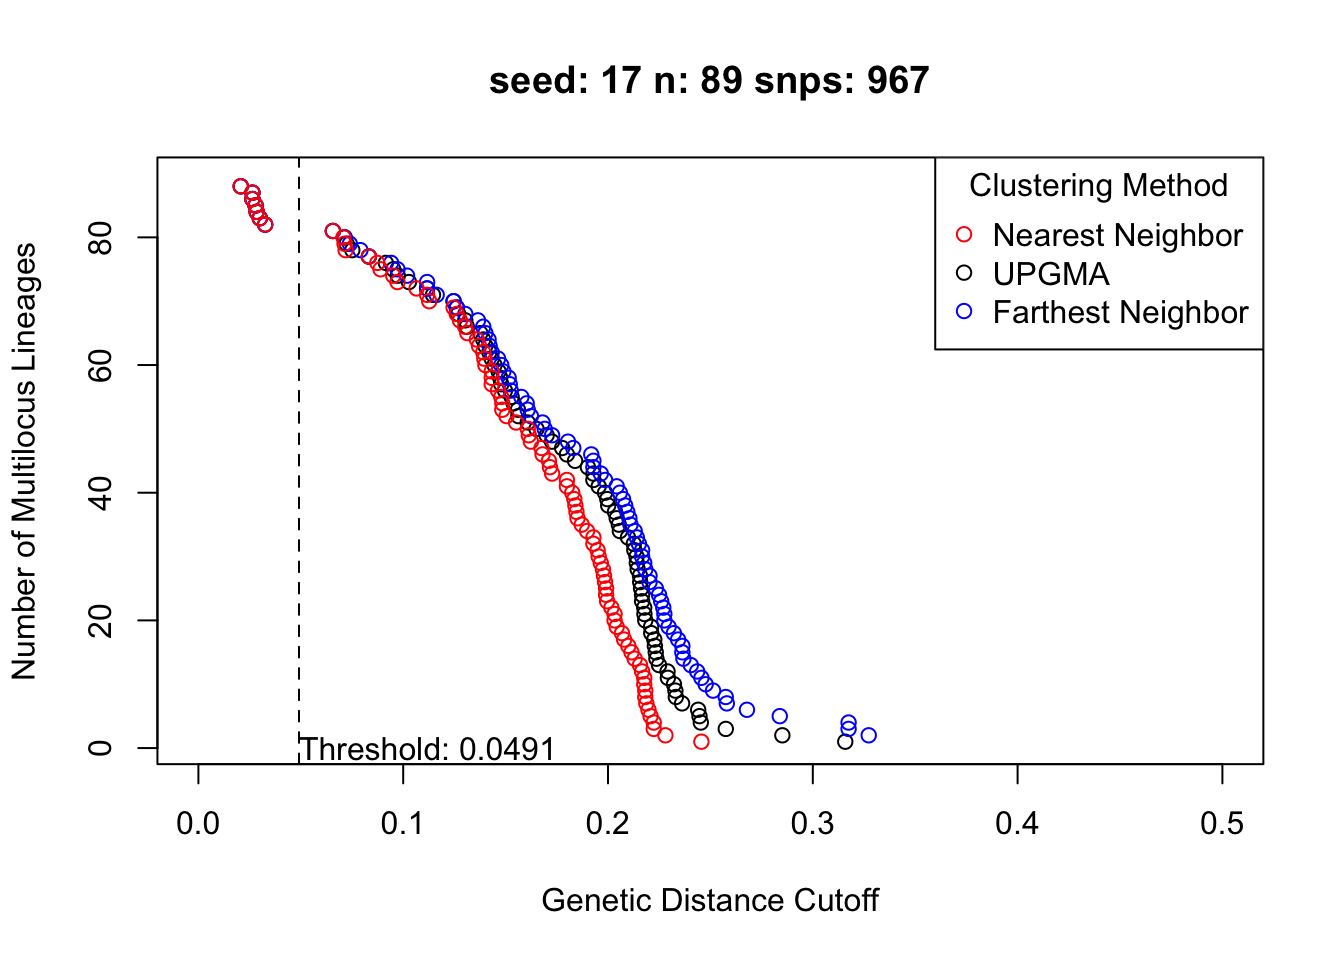 seed: 17 n: 89 snps: 967
Clustering Method
Nearest Neighbor
UPGMA
Farthest Neighbor
Number of Multilocus Lineages
80
60
40
20
0
Threshold: 0.0491
0.0 0.1 0.2 0.3 0.4 0.5
Genetic Distance Cutoff